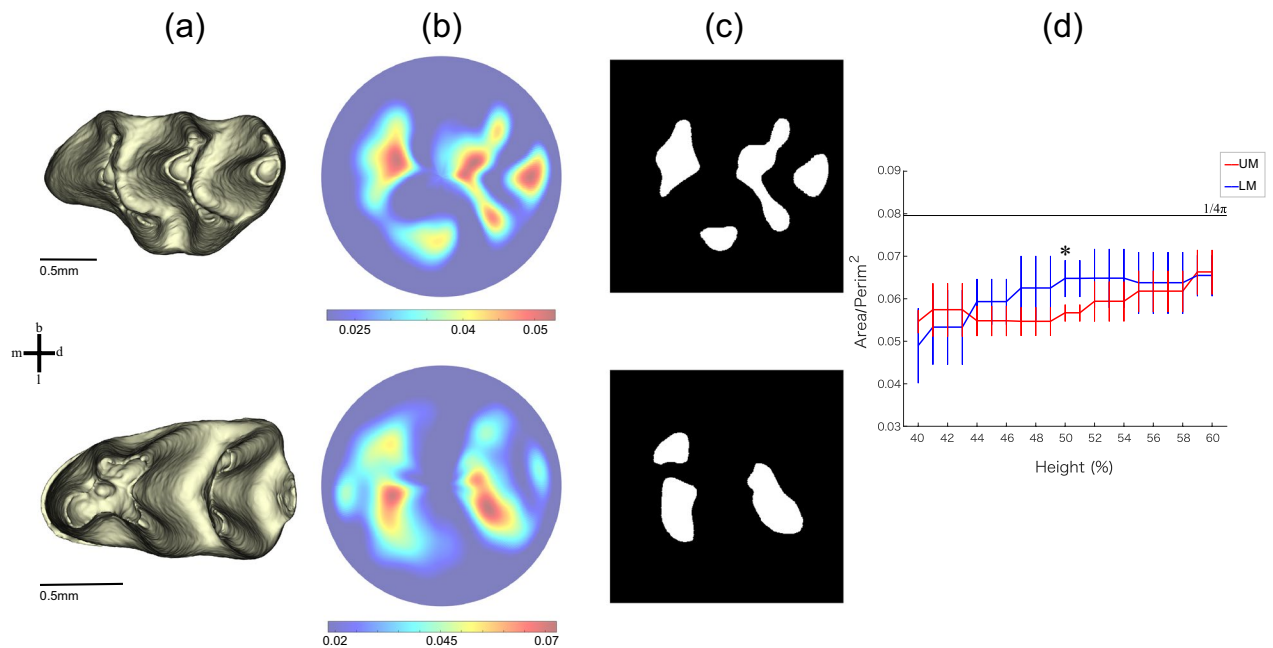 (a)
(b)
(c)
(d)
0.5mm
0.025 0.04 0.05
b
m d
l
0.5mm
0.02 0.045 0.07
UM
LM
1/4π
*
0.09
0.08
0.07
0.06
0.05
0.04
0.03
Area/Perim²
40 42 44 46 48 50 52 54 56 58 60
Height (%)